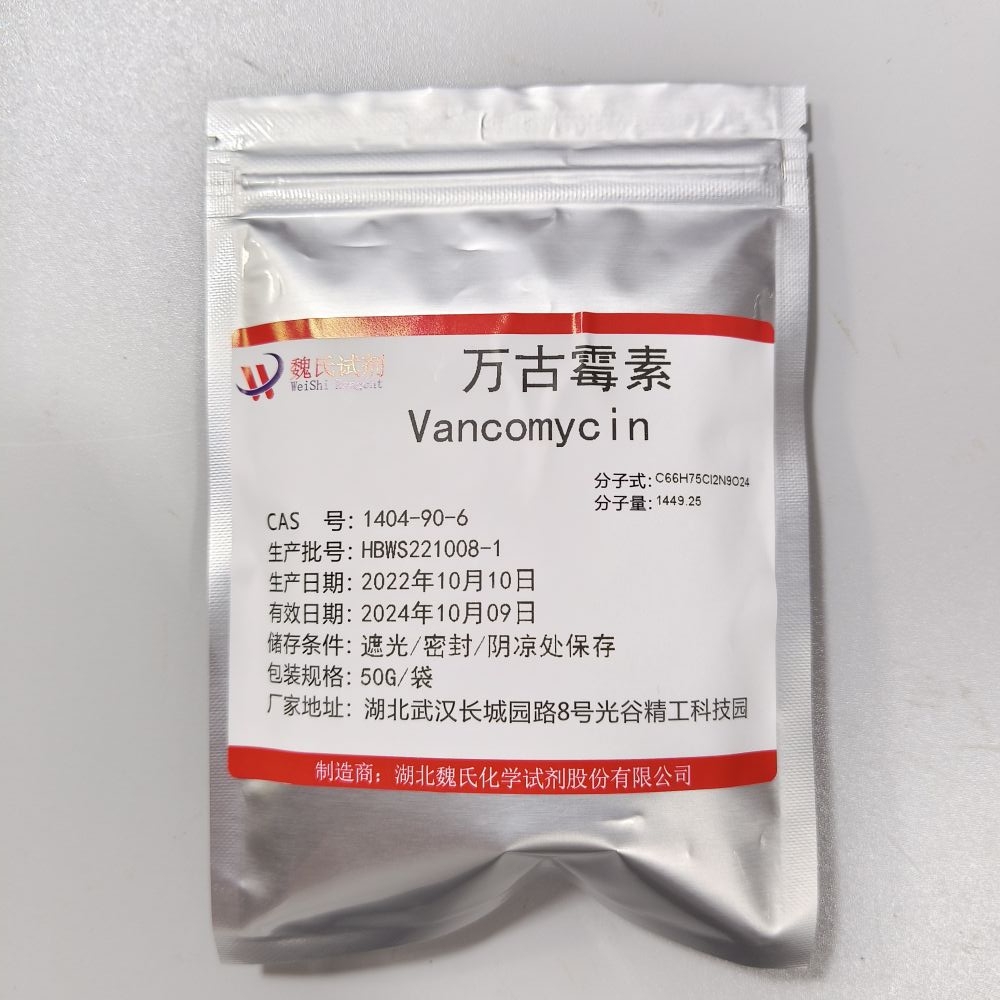 魏氏试剂
WeiShi Reagent
万古霉素
Vancomycin
分子式: C66H75Cl2N9O24
分子量: 1449.25
CAS 号: 1404-90-6
生产批号: HBWS221008-1
生产日期: 2022年10月10日
有效日期: 2024年10月09日
储存条件: 遮光/密封/阴凉处保存
包装规格: 50G/袋
厂家地址: 湖北武汉长城园路8号光谷精工科技园
制造商: 湖北魏氏化学试剂股份有限公司